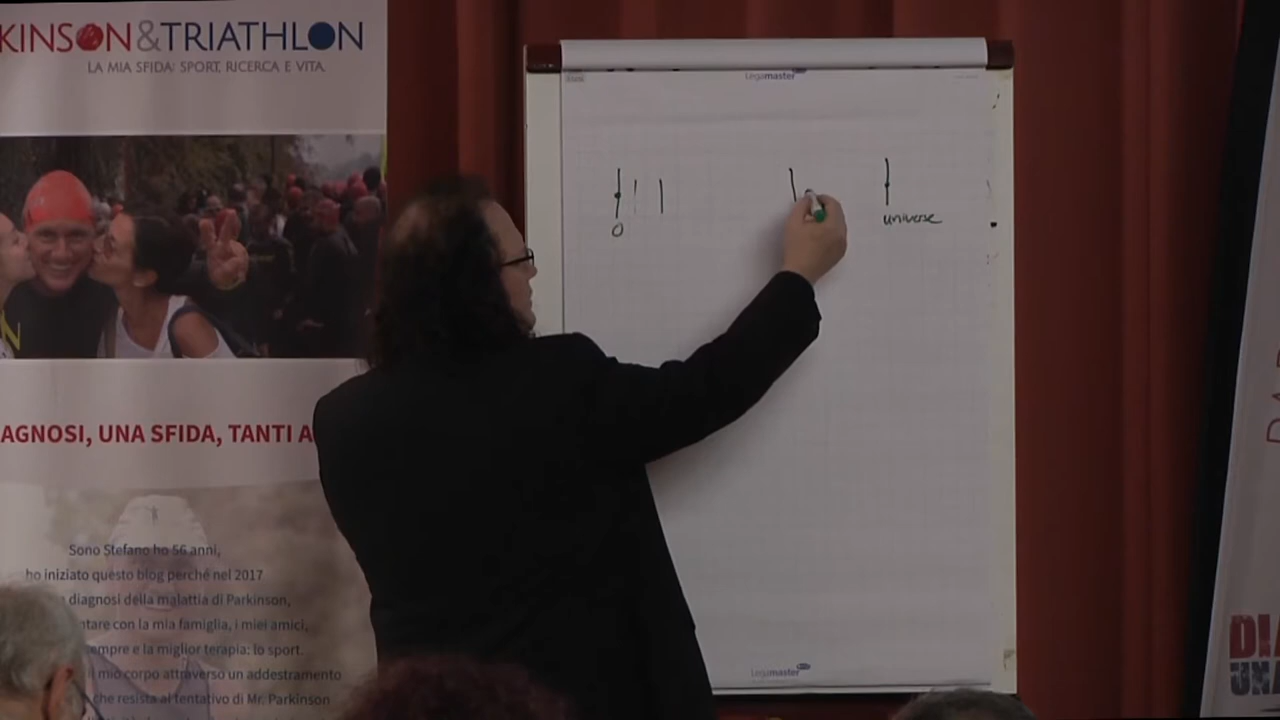 KINSON&TRIATHLON
LA MIA SFIDA: SPORT, RICERCA E VITA.
AGNOSI, UNA SFIDA, TANTI A
Sono Stefano ho 56 anni,
ho iniziato questo blog perché nel 2017
diagnosi della malattia di Parkinson,
ntare con la mia famiglia, i miei amici,
empre e la miglior terapia: lo sport.
il mio corpo attraverso un addestramento
che resista al tentativo di Mr. Parkinson
Legamaster
0
universe
Legamaster
DI
UNA